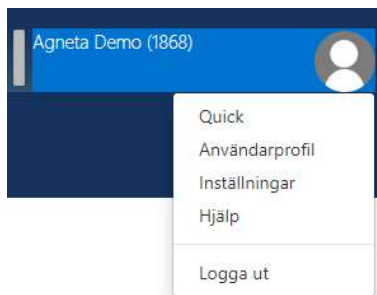 Agneta Demo (1868)
Quick
Användarprofil
Inställningar
Hjälp
Logga ut